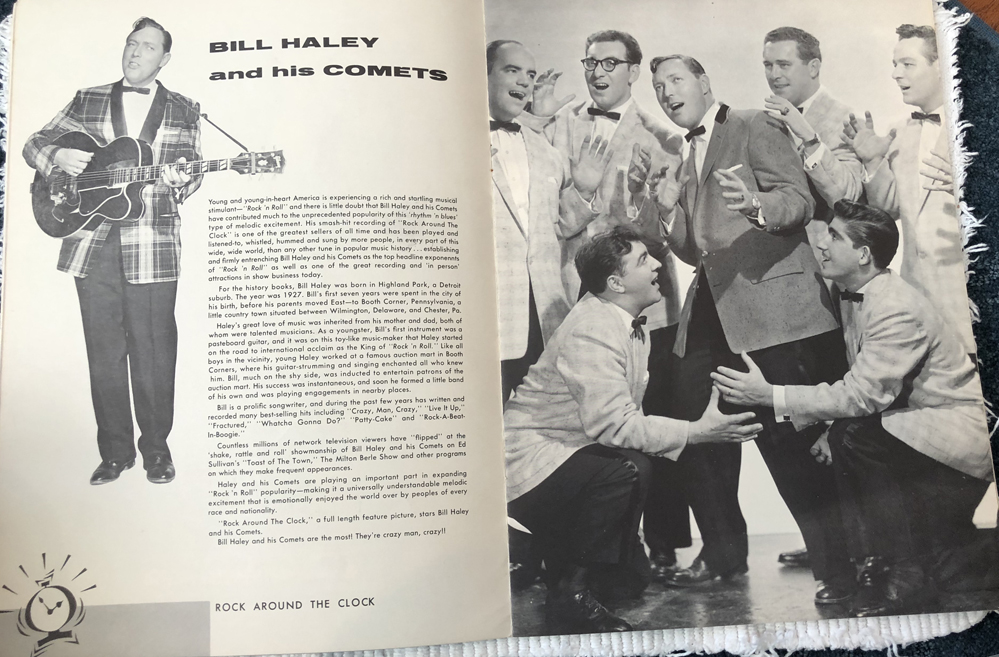 BILL HALEY
and his COMETS
Young and young-in-heart America is experiencing a rich and startling musical
stimulant—"Rock 'n Roll" and there is little doubt that Bill Haley and his Comets
have contributed much to the unprecedented popularity of this 'rhythm 'n blues'
type of melodic excitement. His smash-hit recording of "Rock Around The
Clock" is one of the greatest sellers of all time and has been played and
listened-to, whistled, hummed and sung by more people, in every part of this
wide, wide world, than any other tune in popular music history . . . establishing
and firmly entrenching Bill Haley and his Comets as the top headline exponents
of "Rock 'n Roll" as well as one of the great recording and 'in person'
attractions in show business today.
For the history books, Bill Haley was born in Highland Park, a Detroit
suburb. The year was 1927. Bill's first seven years were spent in the city of
his birth, before his parents moved East—to Booth Corner, Pennsylvania, a
little country town situated between Wilmington, Delaware, and Chester, Pa.
Haley's great love of music was inherited from his mother and dad, both of
whom were talented musicians. As a youngster, Bill's first instrument was a
pasteboard guitar, and it was on this toy-like music-maker that Haley started
on the road to international acclaim as the King of "Rock 'n Roll." Like all
boys in the vicinity, young Haley worked at a famous auction mart in Booth
Corners, where his guitar-strumming and singing enchanted all who knew
him. Bill, much on the shy side, was inducted to entertain patrons of the
auction mart. His success was instantaneous, and soon he formed a little band
of his own and was playing engagements in nearby places.
Bill is a prolific songwriter, and during the past few years has written and
recorded many best-selling hits including "Crazy, Man, Crazy," "Live It Up,"
"Fractured," "Whatcha Gonna Do?" "Patty-Cake" and "Rock-A-Beat-
In-Boogie."
Countless millions of network television viewers have "flipped" at the
'shake, rattle and roll' showmanship of Bill Haley and his Comets on Ed
Sullivan's "Toast of The Town," The Milton Berle Show and other programs
on which they make frequent appearances.
Haley and his Comets are playing an important part in expanding
"Rock 'n Roll" popularity—making it a universally understandable melodic
excitement that is emotionally enjoyed the world over by peoples of every
race and nationality.
"Rock Around The Clock," a full length feature picture, stars Bill Haley
and his Comets.
Bill Haley and his Comets are the most! They're crazy man, crazy!!
ROCK AROUND THE CLOCK